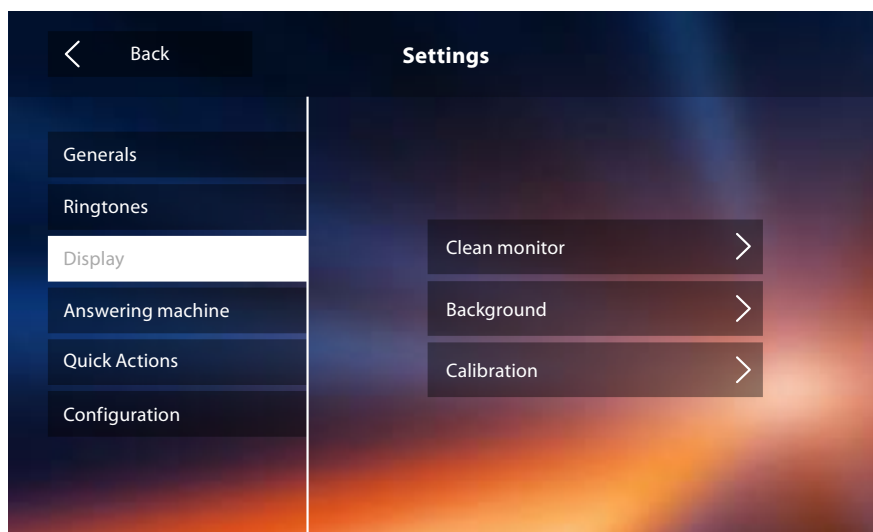 Back
Settings
Generals
Ringtones
Display
Answering machine
Quick Actions
Configuration
Clean monitor
Background
Calibration